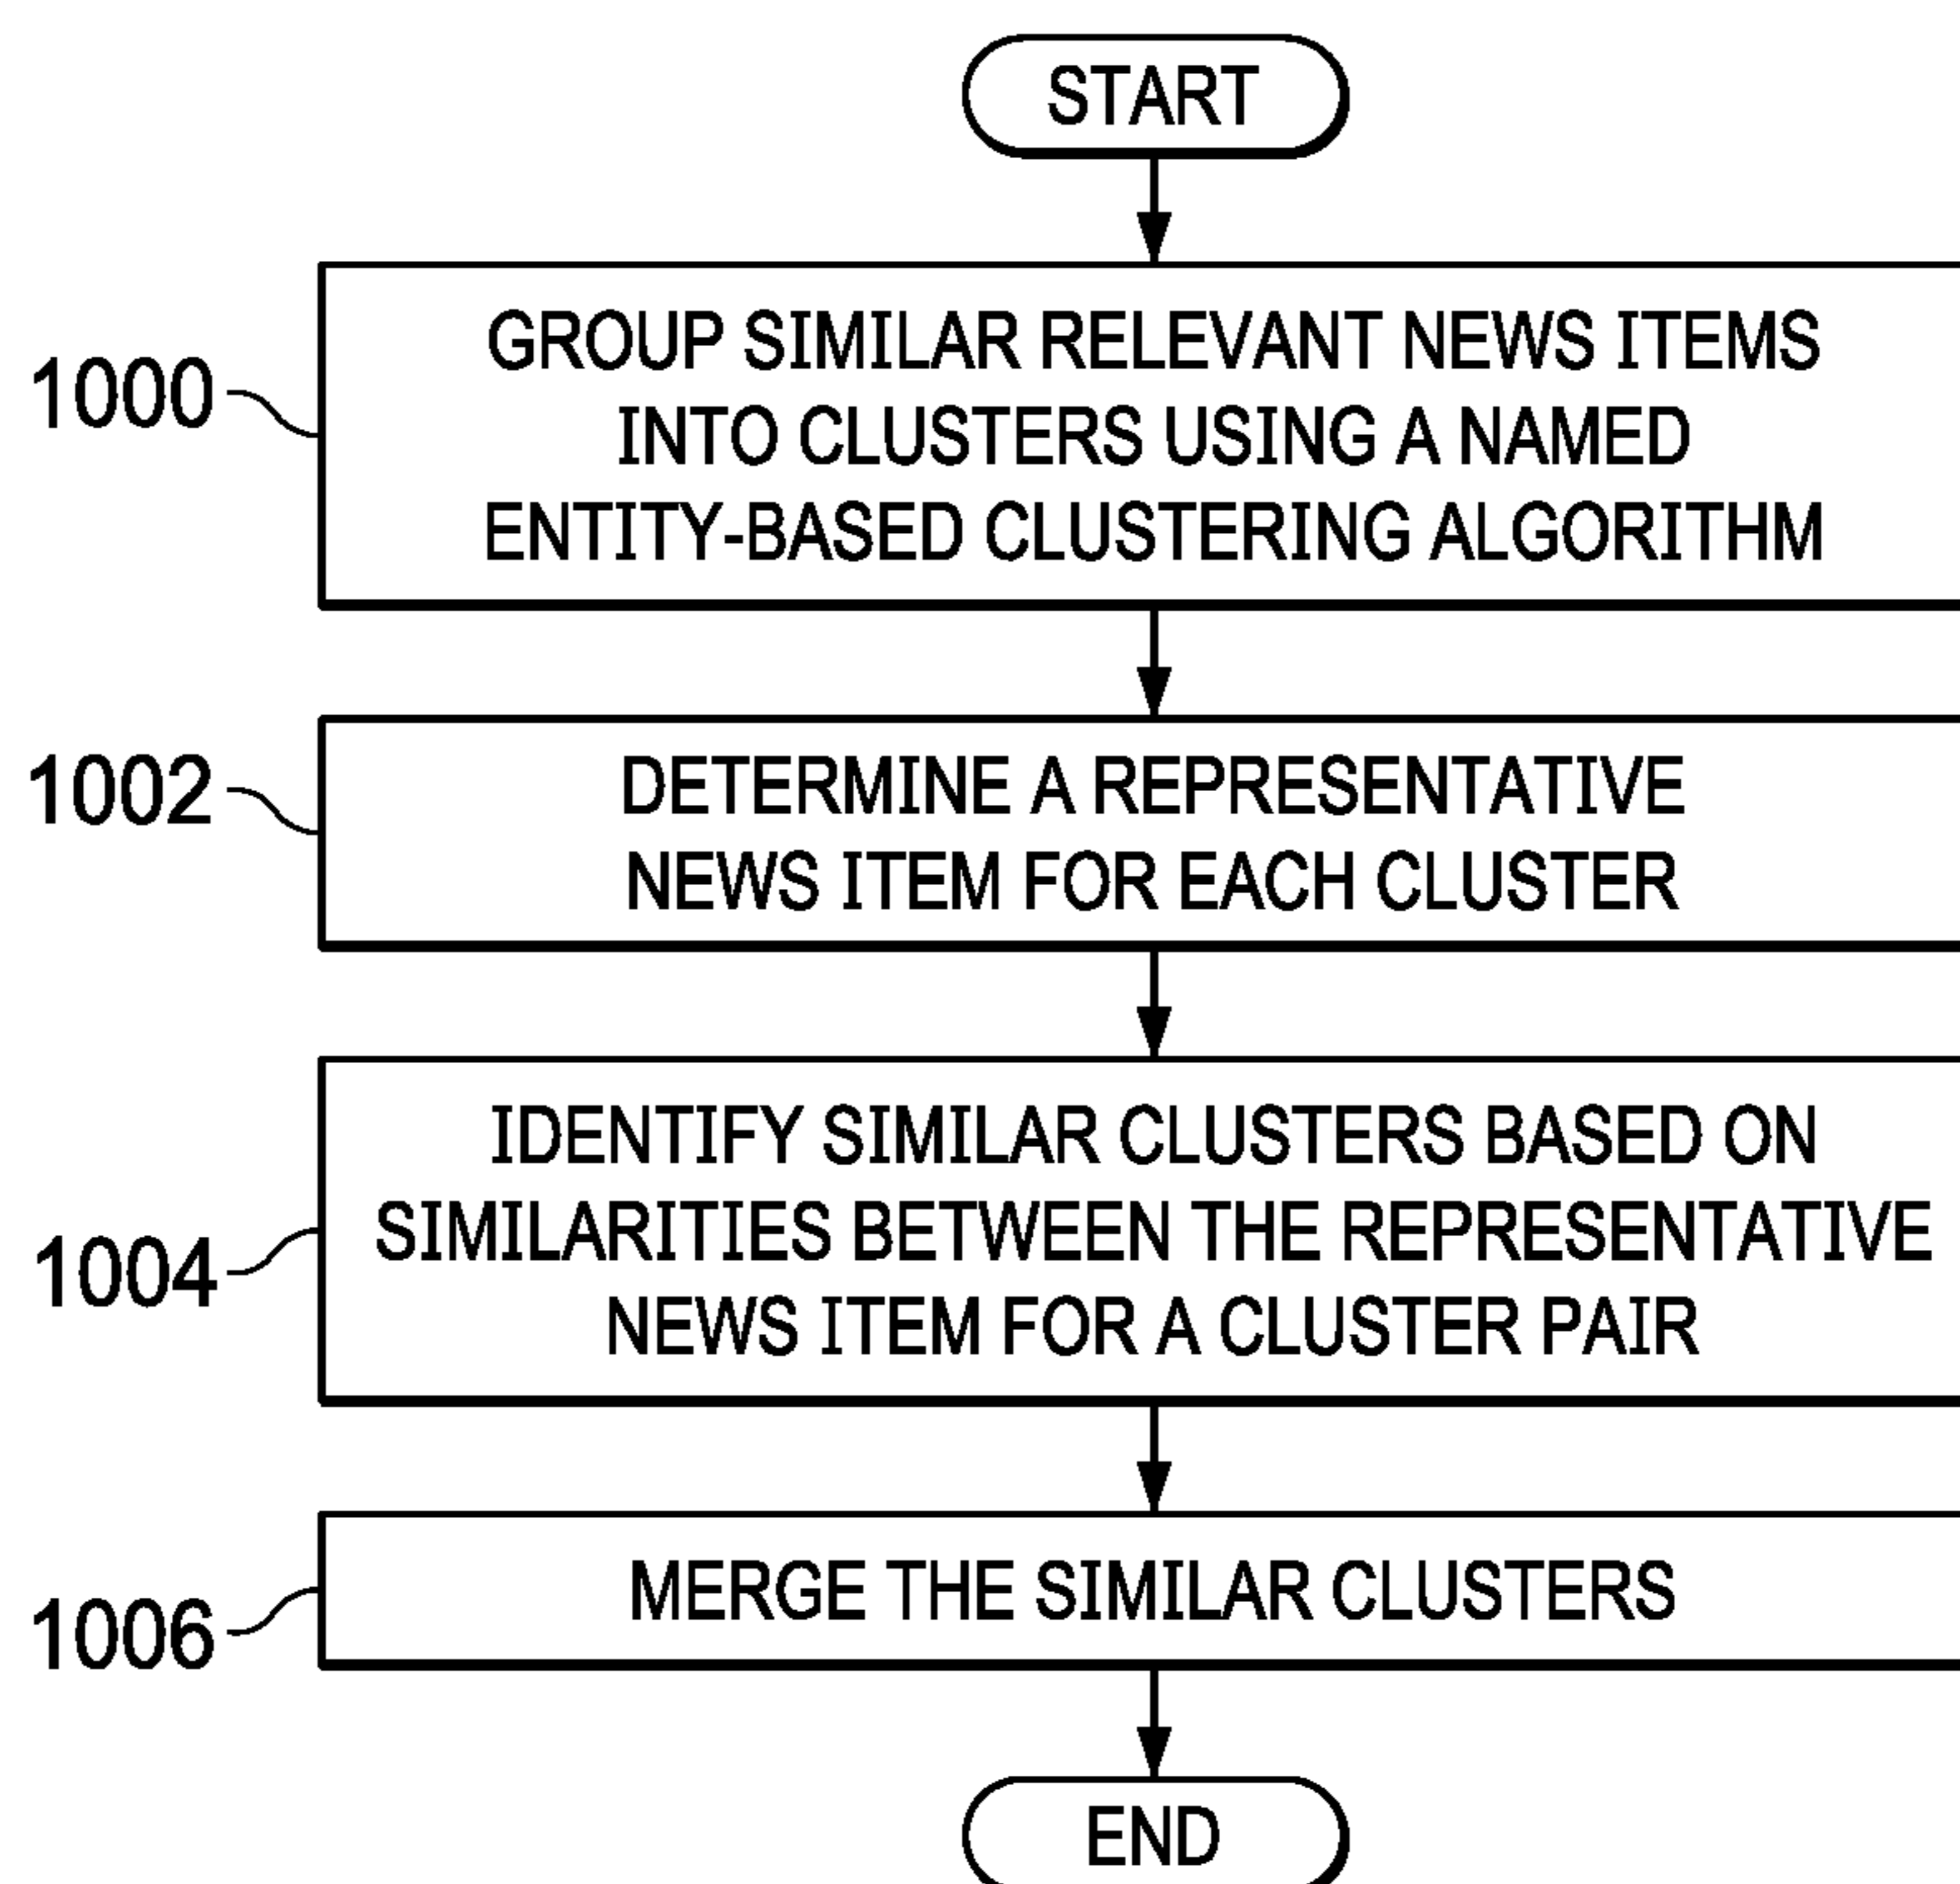 START
1000
GROUP SIMILAR RELEVANT NEWS ITEMS
INTO CLUSTERS USING A NAMED
ENTITY-BASED CLUSTERING ALGORITHM
1002
DETERMINE A REPRESENTATIVE
NEWS ITEM FOR EACH CLUSTER
1004
IDENTIFY SIMILAR CLUSTERS BASED ON
SIMILARITIES BETWEEN THE REPRESENTATIVE
NEWS ITEM FOR A CLUSTER PAIR
1006
MERGE THE SIMILAR CLUSTERS
END